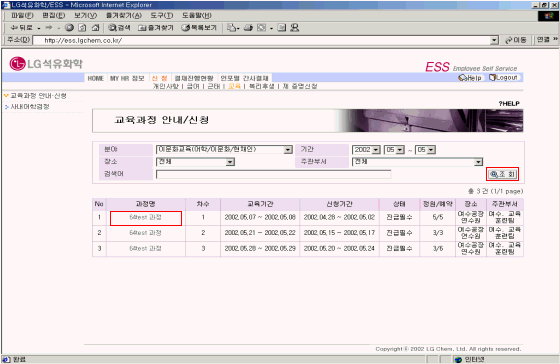 LG석유화학/ESS - Microsoft Internet Explorer
파일(F) 편집(E) 보기(V) 즐겨찾기(A) 도구(T) 도움말(H)
뒤로 검색 즐겨찾기 목록보기
주소(D) http://ess.lgchem.co.kr/ 이동 연결 »
LG석유화학 ESS Employee Self Service
HOME MY HR 정보 신 청 결재진행현황 연포털 간사결재 Help Logout
개인사항 | 급여 | 근태 | 교육 | 복리후생 | 제 증명신청
교육과정 안내·신청
> 사내어학검정
?HELP
교육과정 안내/신청
분야 이문화교육(어학/이문화/현채인) 기간 2002 05 - 05
장소 전체 주관부서 전체
검색어 조 회
총 3 건 (1/1 page)
No 과정명 차수 교육기간 신청기간 상태 정원/예약 장소 주관부서
1 64test 과정 1 2002.05.07 ~ 2002.05.08 2002.04.28 ~ 2002.05.02 진급필수 5/5 여수공장 연수원 여수. 교육훈련팀
2 64test 과정 2 2002.05.21 ~ 2002.05.22 2002.05.15 ~ 2002.05.17 진급필수 3/3 여수공장 연수원 여수. 교육훈련팀
3 64test 과정 3 2002.05.28 ~ 2002.05.29 2002.05.20 ~ 2002.05.24 진급필수 3/6 여수공장 연수원 여수. 교육훈련팀
Copyright © 2002 LG Chem, Ltd. All rights reserved.
완료 인터넷